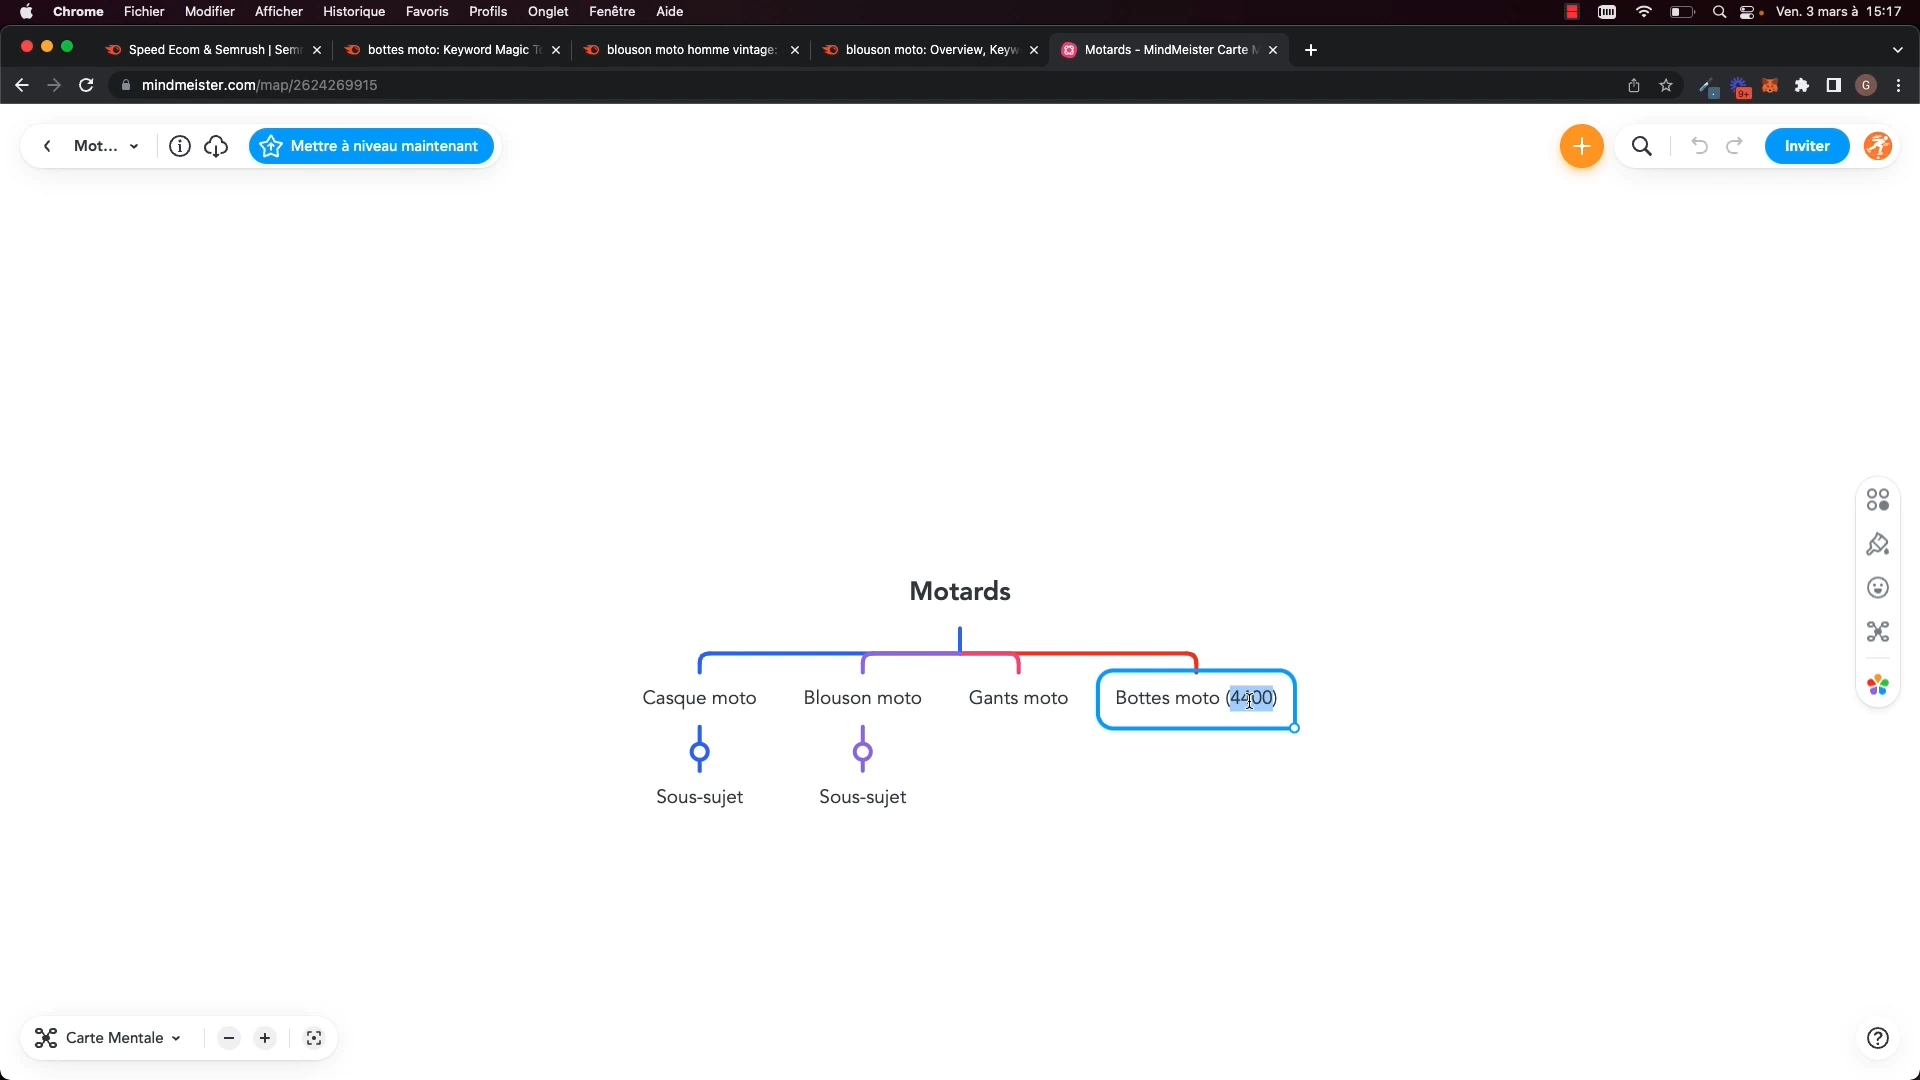 Chrome Fichier Modifier Afficher Historique Favoris Profils Onglet Fenêtre Aide Ven. 3 mars à 15:17
Speed Ecom & Semrush | Sem bottes moto: Keyword Magic blouson moto homme vintage: blouson moto: Overview, Keyw Motards - MindMeister Carte
mindmeister.com/map/2624269915 9+ G
Mot... Mettre à niveau maintenant Inviter
Motards
Casque moto Blouson moto Gants moto Bottes moto (4400)
Sous-sujet Sous-sujet
Carte Mentale